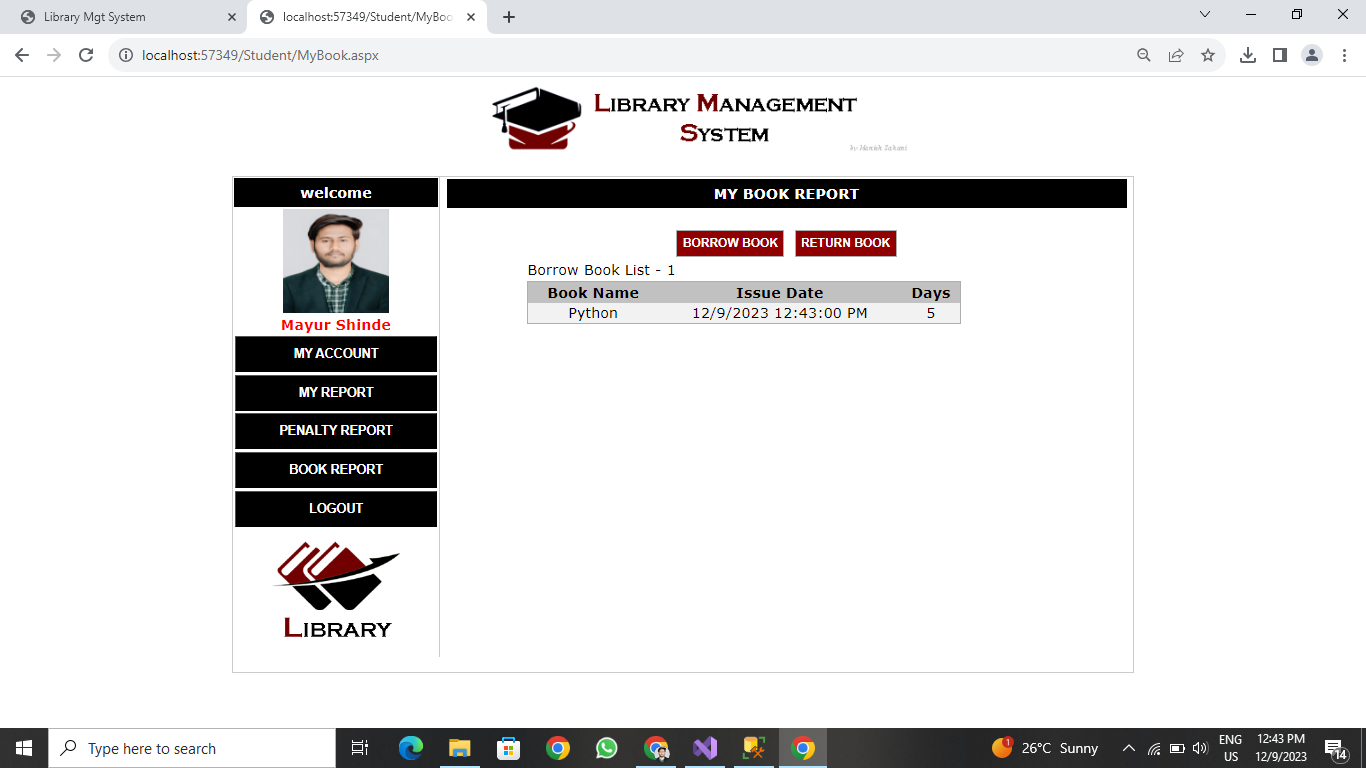 Library Mgt System
localhost:57349/Student/MyBoo
localhost:57349/Student/MyBook.aspx
LIBRARY MANAGEMENT
SYSTEM
welcome
Mayur Shinde
MY ACCOUNT
MY REPORT
PENALTY REPORT
BOOK REPORT
LOGOUT
LIBRARY
MY BOOK REPORT
BORROW BOOK RETURN BOOK
Borrow Book List - 1
Book Name Issue Date Days
Python 12/9/2023 12:43:00 PM 5
Type here to search
1
26°C Sunny
ENG
US
12:43 PM
12/9/2023
14